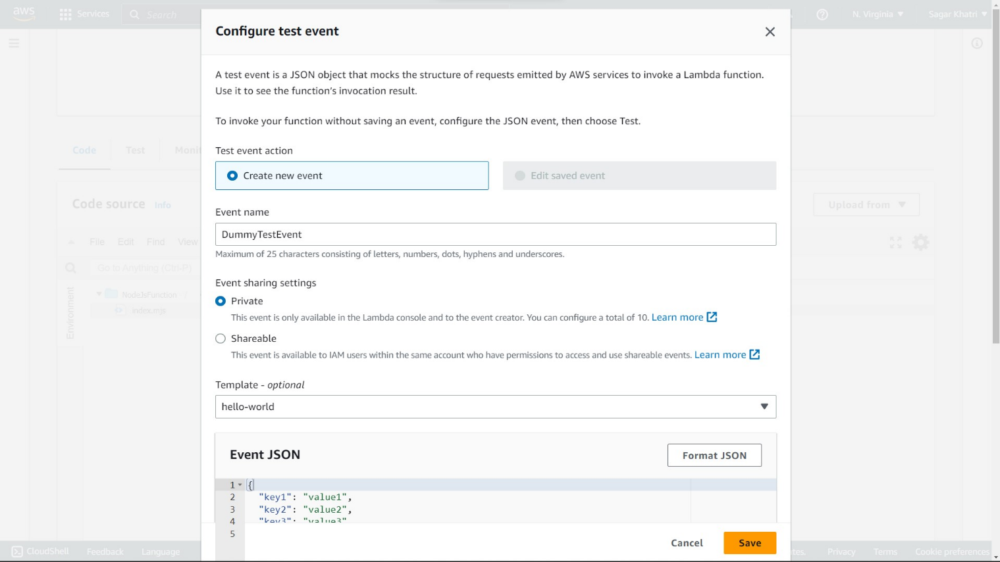 aws
Services
Search
N. Virginia
Sagar Khatri
Configure test event
A test event is a JSON object that mocks the structure of requests emitted by AWS services to invoke a Lambda function.
Use it to see the function’s invocation result.
To invoke your function without saving an event, configure the JSON event, then choose Test.
Code
Test
Monit
Test event action
Create new event
Edit saved event
Code source
Info
Upload from
Event name
DummyTestEvent
Maximum of 25 characters consisting of letters, numbers, dots, hyphens and underscores.
File
Edit
Find
View
Go to Anything (Ctrl-P)
Environment
NodeJsFunction
index.mjs
Event sharing settings
Private
This event is only available in the Lambda console and to the event creator. You can configure a total of 10. Learn more
Shareable
This event is available to IAM users within the same account who have permissions to access and use shareable events. Learn more
Template - optional
hello-world
Event JSON
Format JSON
1 {
2 "key1": "value1",
3 "key2": "value2",
4 "key3": "value3"
5
Cancel
Save
CloudShell
Feedback
Language
tes.
Privacy
Terms
Cookie preferences